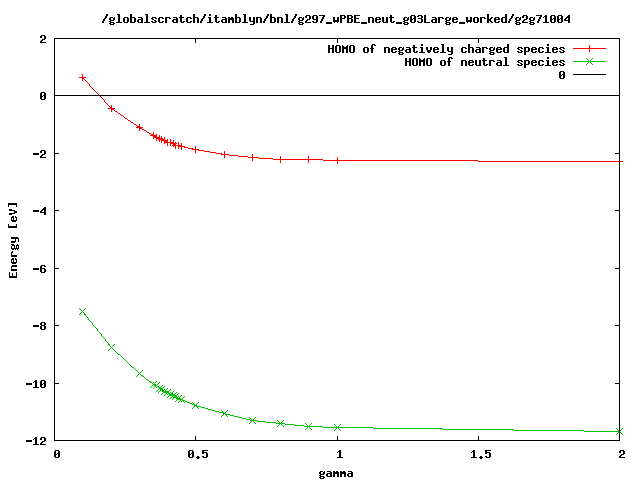 /globalscratch/itamblyn/bnl/g297_wPBE_neut_g03Large_worked/g2g71004
HOMO of negatively charged species
HOMO of neutral species
0
2
0
-2
-4
-6
-8
-10
-12
Energy [eV]
0 0.5 1 1.5 2
gamma